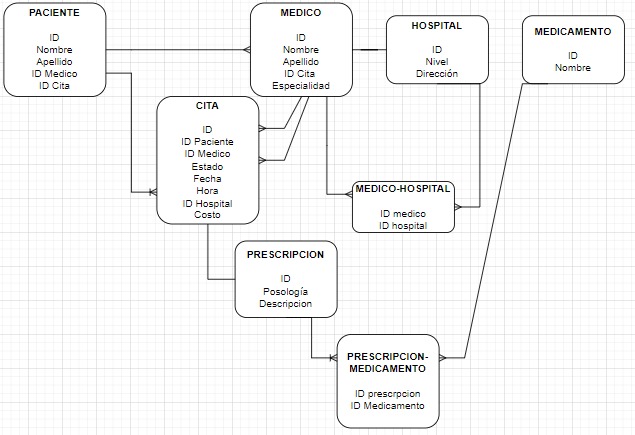 PACIENTE
ID
Nombre
Apellido
ID Medico
ID Cita
MEDICO
ID
Nombre
Apellido
ID Cita
Especialidad
HOSPITAL
ID
Nivel
Dirección
MEDICAMENTO
ID
Nombre
CITA
ID
ID Paciente
ID Medico
Estado
Fecha
Hora
ID Hospital
Costo
MEDICO-HOSPITAL
ID medico
ID hospital
PRESCRIPCION
ID
Posología
Descripcion
PRESCRIPCION-
MEDICAMENTO
ID prescrpcion
ID Medicamento